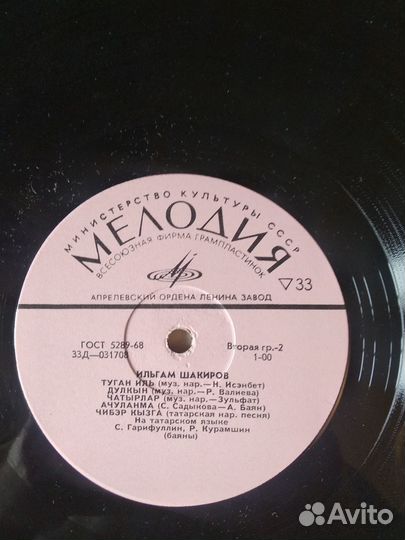 МИНИСТЕРСТВО КУЛЬТУРЫ СССР
МЕЛОДИЯ
ВСЕСОЮЗНАЯ ФИРМА ГРАМПЛАСТИНОК
▽33
АПРЕЛЕВСКИЙ ОРДЕНА ЛЕНИНА ЗАВОД
ГОСТ 5289-68 Вторая гр.-2
33Д—031708 1-00
ИЛЬГАМ ШАКИРОВ
ТУГАН ИЛЬ (муз. нар.—Н. Исэнбет)
ДУЛКЫН (муз. нар.—Р. Валиева)
ЧАТЫРЛАР (муз. нар.—Зульфат)
АЧУЛАНМА (С. Садыкова—А. Баян)
ЧИБЭР КЫЗГА (татарская нар. песня)
На татарском языке
С. Гарифуллин, Р. Курамшин
(баяны)
Avito